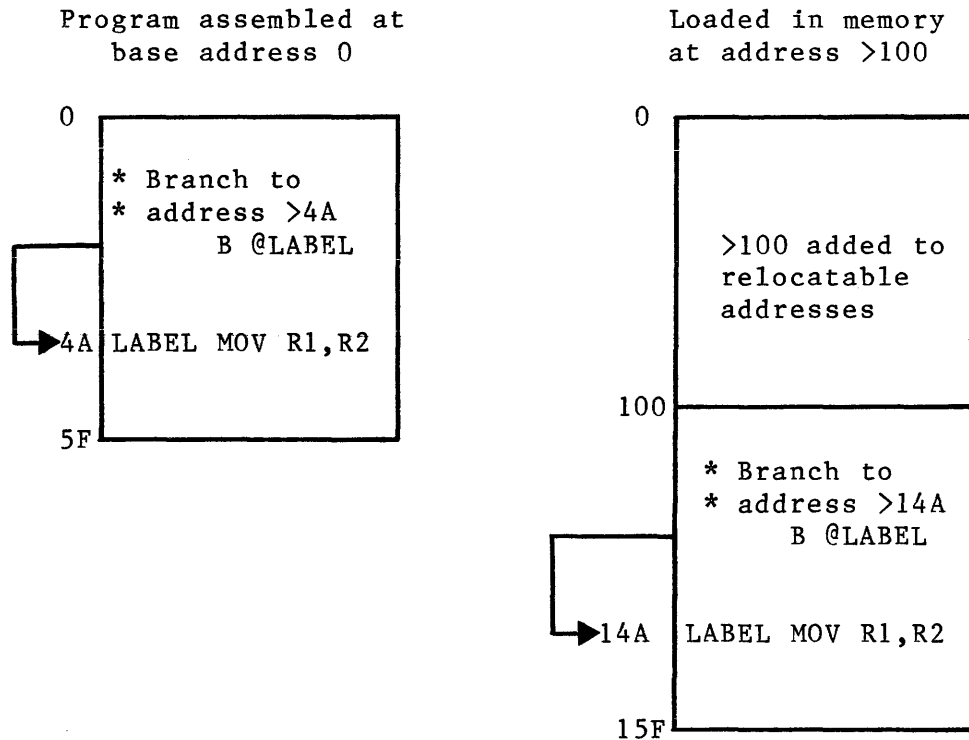 Program assembled at
base address 0
0
* Branch to
* address >4A
B @LABEL
4A LABEL MOV R1,R2
5F
Loaded in memory
at address >100
0
>100 added to
relocatable
addresses
100
* Branch to
* address >14A
B @LABEL
14A LABEL MOV R1,R2
15F